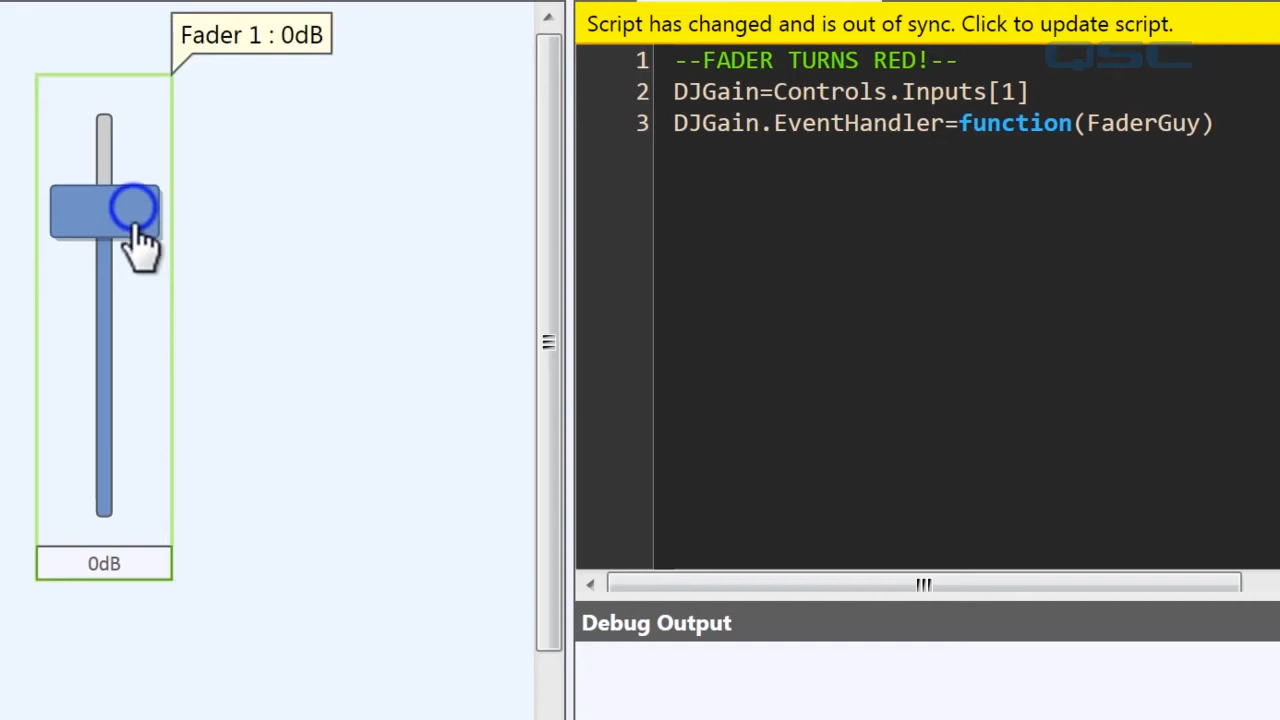 Fader 1 : 0dB
0dB
Script has changed and is out of sync. Click to update script.
QSC
1 --FADER TURNS RED!--
2 DJGain=Controls.Inputs[1]
3 DJGain.EventHandler=function(FaderGuy)
Debug Output